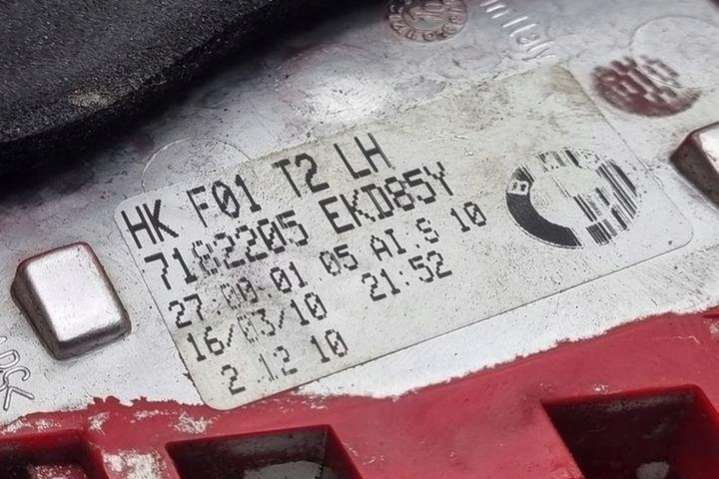 HK F01 T2 LH
7182205 EKD85Y
27.00.01 05 AI.S 10
16/03/10 21:52
2 12 10